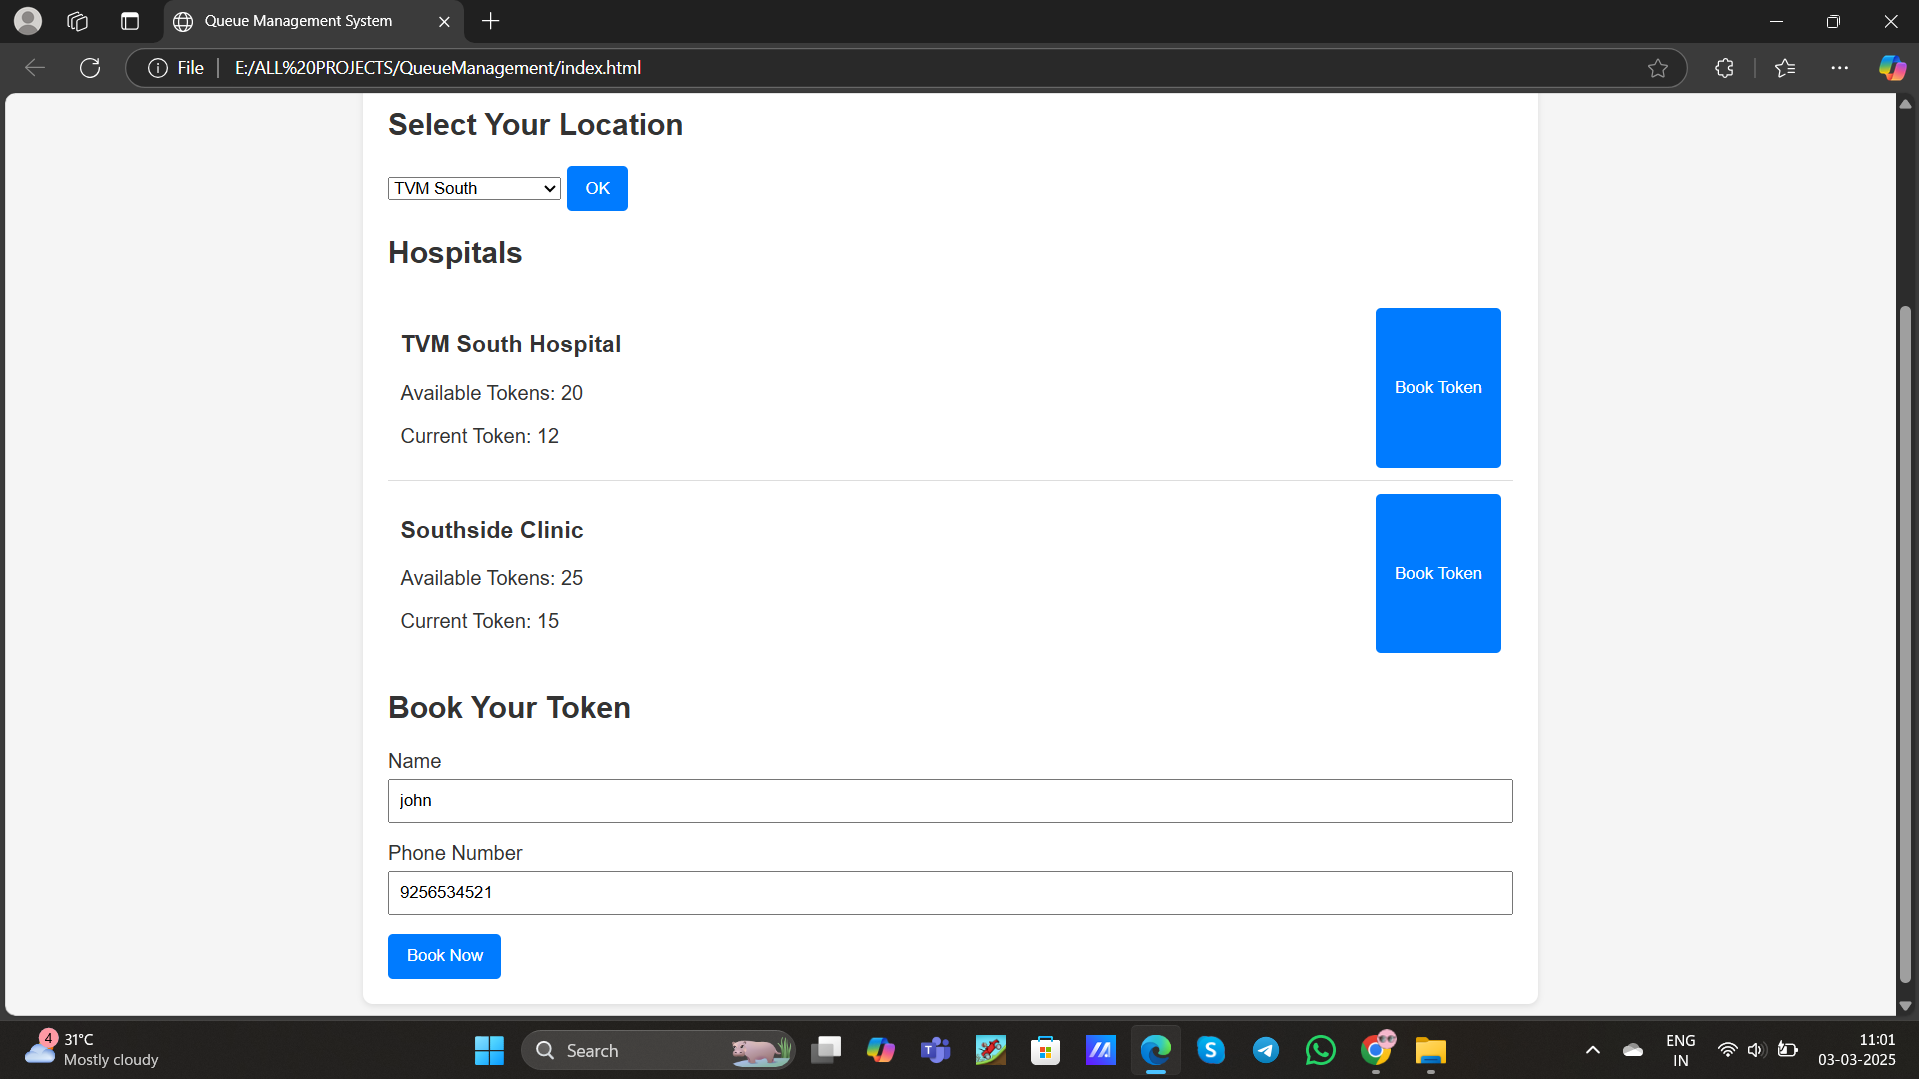 Queue Management System
File
E:/ALL%20PROJECTS/QueueManagement/index.html
Select Your Location
TVM South
OK
Hospitals
TVM South Hospital
Available Tokens: 20
Current Token: 12
Book Token
Southside Clinic
Available Tokens: 25
Current Token: 15
Book Token
Book Your Token
Name
john
Phone Number
9256534521
Book Now
4
31°C
Mostly cloudy
Search
ENG
IN
11:01
03-03-2025